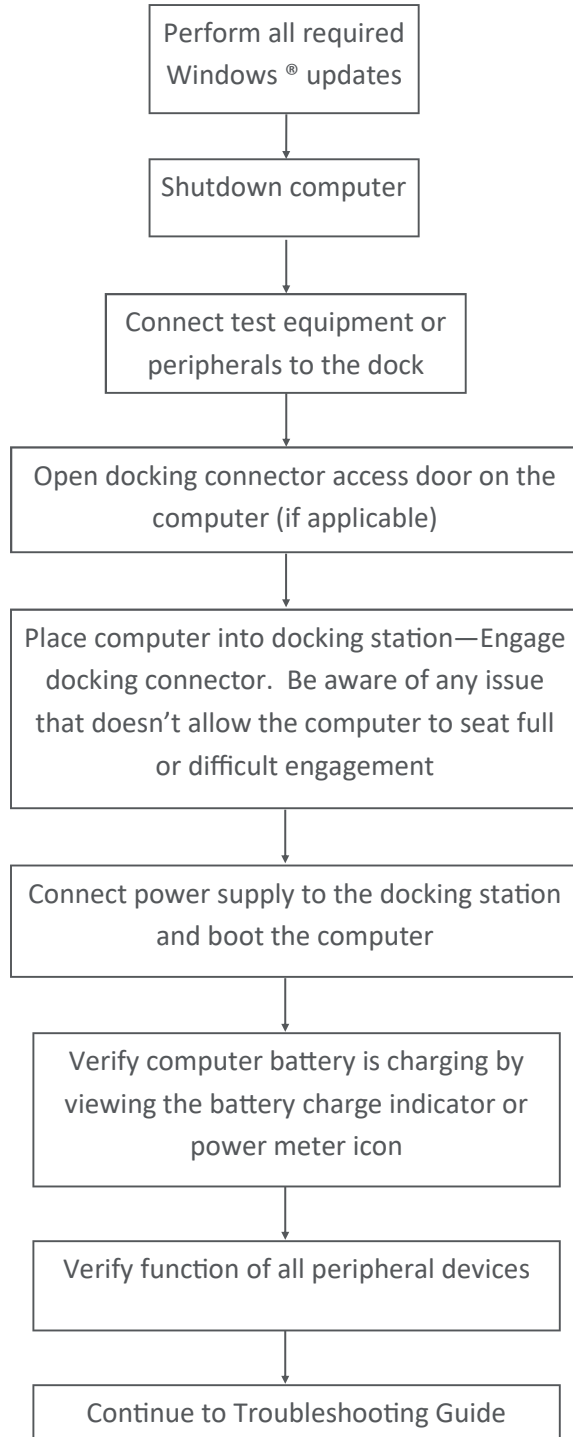 Perform all required
Windows ® updates
Shutdown computer
Connect test equipment or
peripherals to the dock
Open docking connector access door on the
computer (if applicable)
Place computer into docking station—Engage
docking connector.  Be aware of any issue
that doesn’t allow the computer to seat full
or difficult engagement
Connect power supply to the docking station
and boot the computer
Verify computer battery is charging by
viewing the battery charge indicator or
power meter icon
Verify function of all peripheral devices
Continue to Troubleshooting Guide